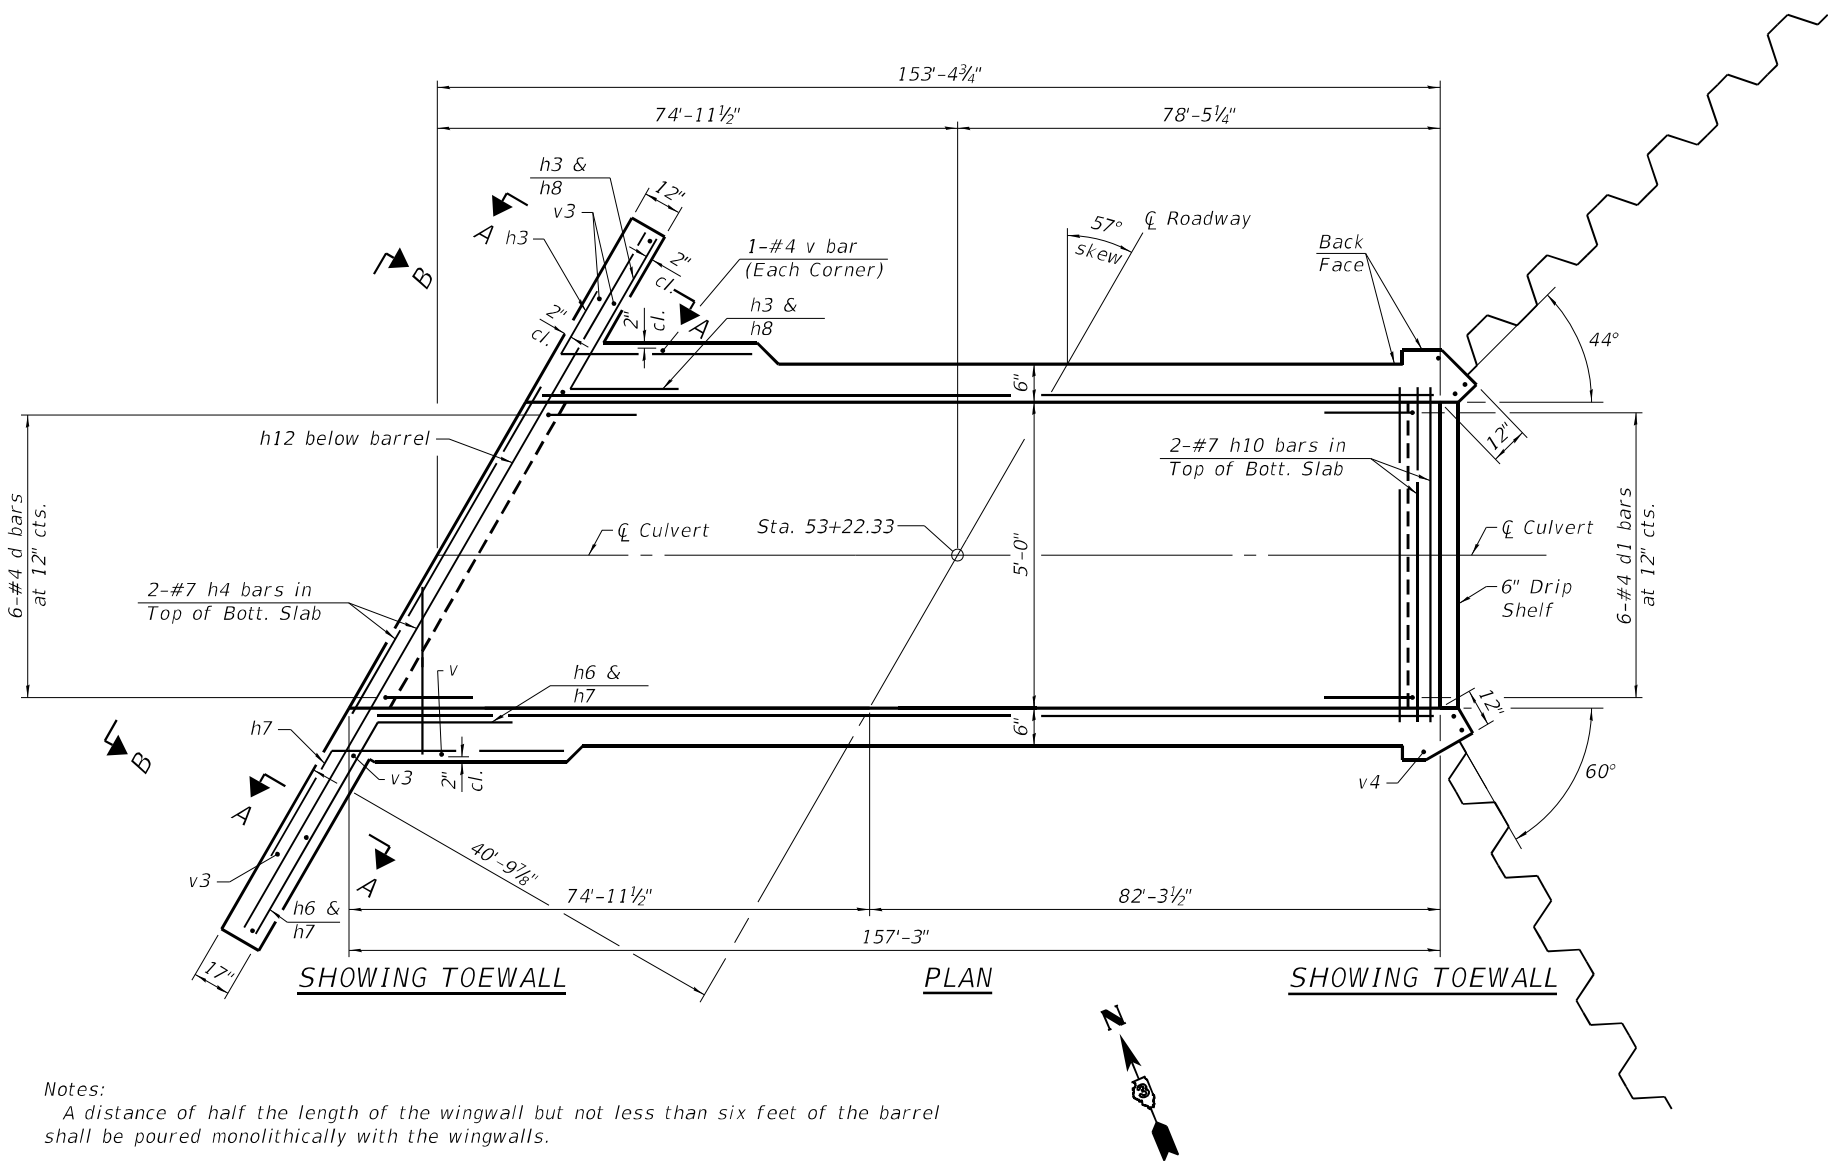 153'-4¾"
74'-11½"
78'-5¼"
h3 &
h8
12"
v3
A
h3
B
1-#4 v bar
(Each Corner)
2"
cl.
57°
skew
℄ Roadway
Back
Face
h3 &
h8
2"
cl.
2"
cl.
A
44°
6"
12"
h12 below barrel
2-#7 h10 bars in
Top of Bott. Slab
6-#4 d bars
at 12" cts.
℄ Culvert
Sta. 53+22.33
5'-0"
℄ Culvert
6-#4 d1 bars
at 12" cts.
2-#7 h4 bars in
Top of Bott. Slab
6" Drip
Shelf
v
h6 &
h7
12"
h7
6"
B
v3
2"
cl.
v4
60°
A
40'-9⅞"
A
v3
74'-11½"
82'-3½"
h6 &
h7
157'-3"
17"
SHOWING TOEWALL
PLAN
SHOWING TOEWALL
N
3
Notes:
A distance of half the length of the wingwall but not less than six feet of the barrel
shall be poured monolithically with the wingwalls.